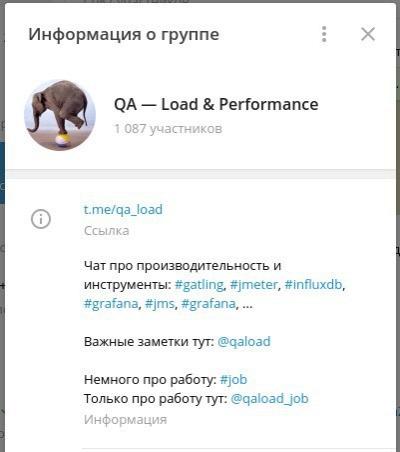 Информация о группе
QA — Load & Performance
1 087 участников
t.me/qa_load
Ссылка
Чат про производительность и
инструменты: #gatling, #jmeter, #influxdb,
#grafana, #jms, #grafana, ...
Важные заметки тут: @qaload
Немного про работу: #job
Только про работу тут: @qaload_job
Информация